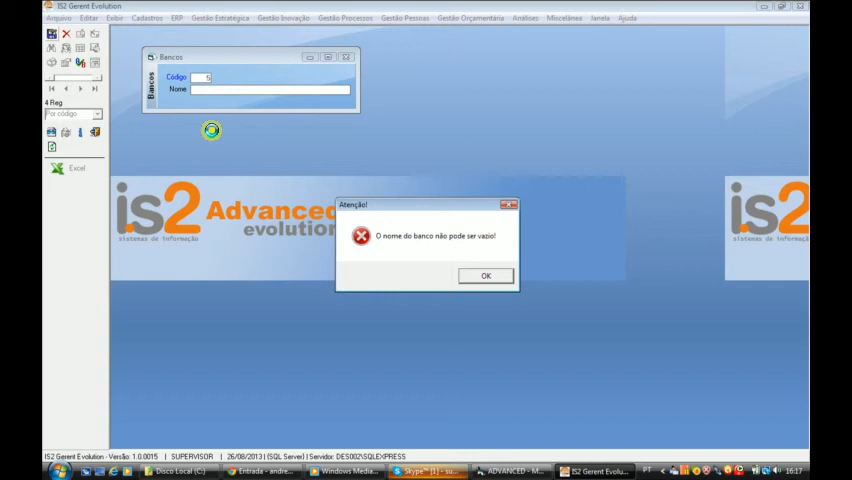 IS2 Gerent Evolution
Arquivo Editar Exibir Cadastros ERP Gestão Estratégica Gestão Inovação Gestão Processos Gestão Pessoas Gestão Orçamentária Análises Miscelânea Janela Ajuda
Bancos
Bancos
Código 5
Nome
4 Reg
Por código
Excel
is2 Advanced
evolution
sistemas de informação
is2
sistemas de informação
Atenção!
O nome do banco não pode ser vazio!
OK
IS2 Gerent Evolution - Versão: 1.0.0015 | SUPERVISOR | 26/08/2013 | (SQL Server) | Servidor: DES002\SQLEXPRESS
Disco Local (C:) Entrada - andre... Windows Media... Skype™ [1] - su... ADVANCED - M... IS2 Gerent Evolu... PT 16:17